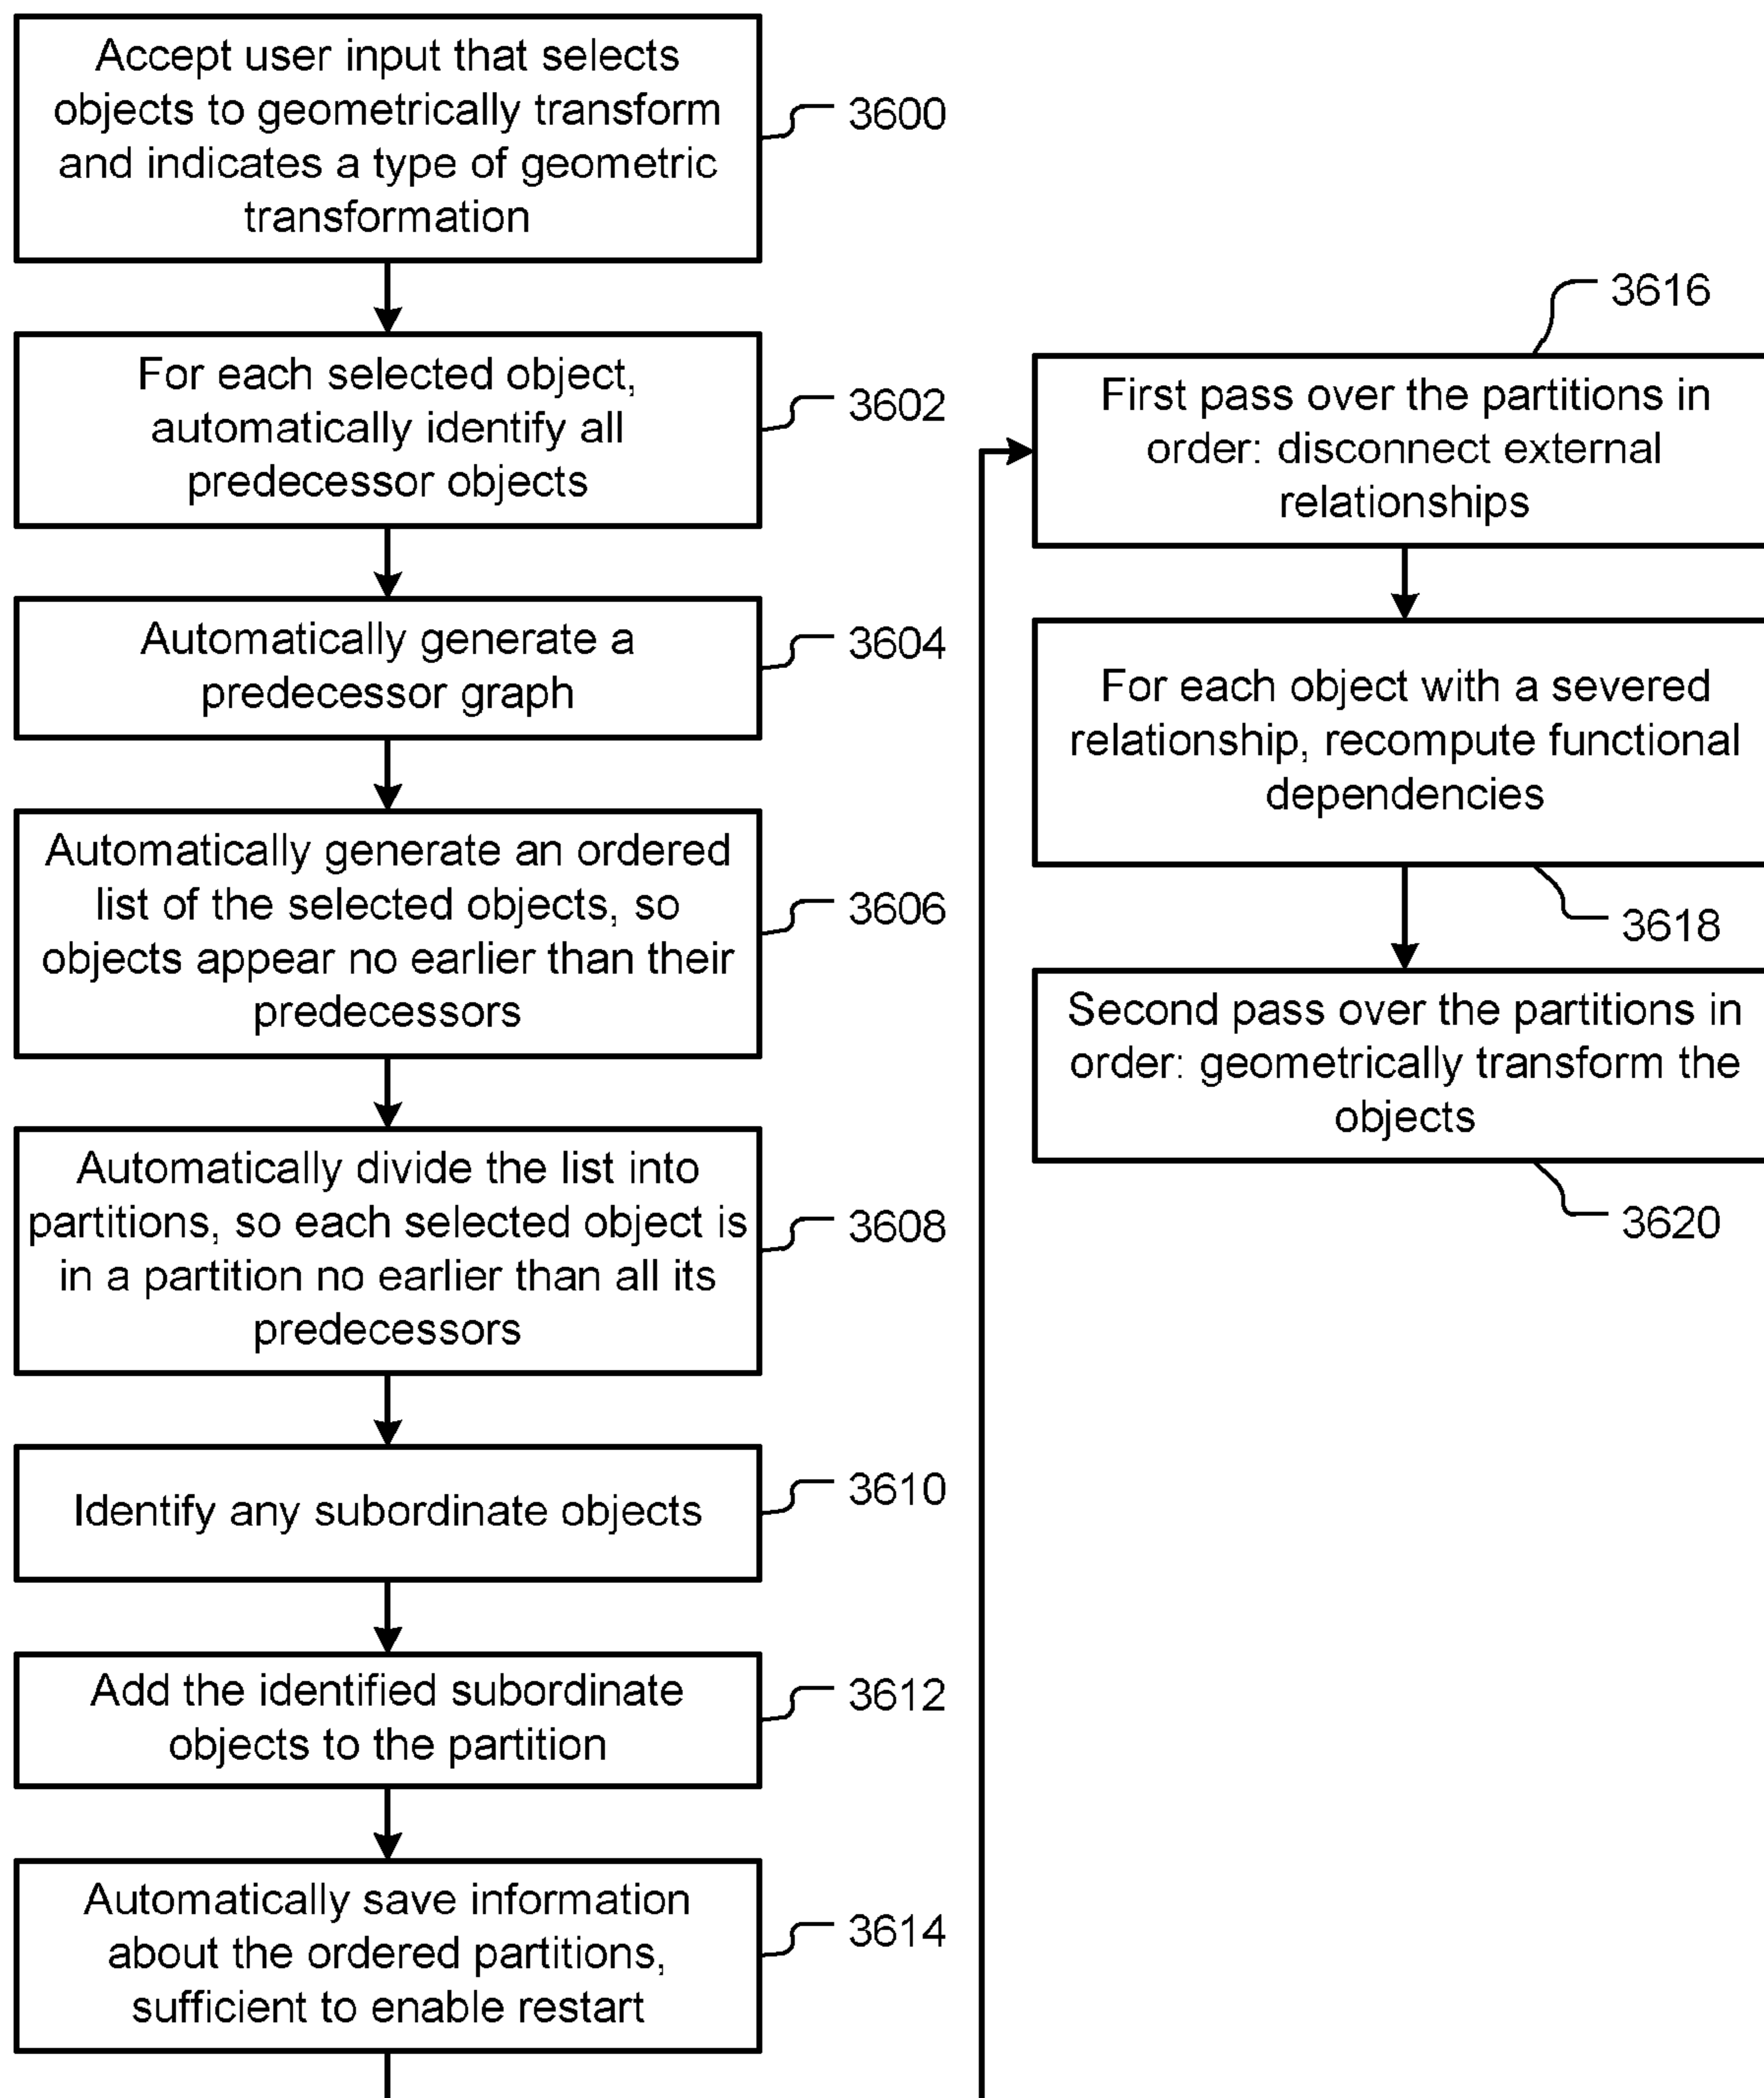 Accept user input that selects
objects to geometrically transform
and indicates a type of geometric
transformation
3600
For each selected object,
automatically identify all
predecessor objects
3602
Automatically generate a
predecessor graph
3604
Automatically generate an ordered
list of the selected objects, so
objects appear no earlier than their
predecessors
3606
Automatically divide the list into
partitions, so each selected object is
in a partition no earlier than all its
predecessors
3608
Identify any subordinate objects
3610
Add the identified subordinate
objects to the partition
3612
Automatically save information
about the ordered partitions,
sufficient to enable restart
3614
3616
First pass over the partitions in
order: disconnect external
relationships
For each object with a severed
relationship, recompute functional
dependencies
3618
Second pass over the partitions in
order: geometrically transform the
objects
3620